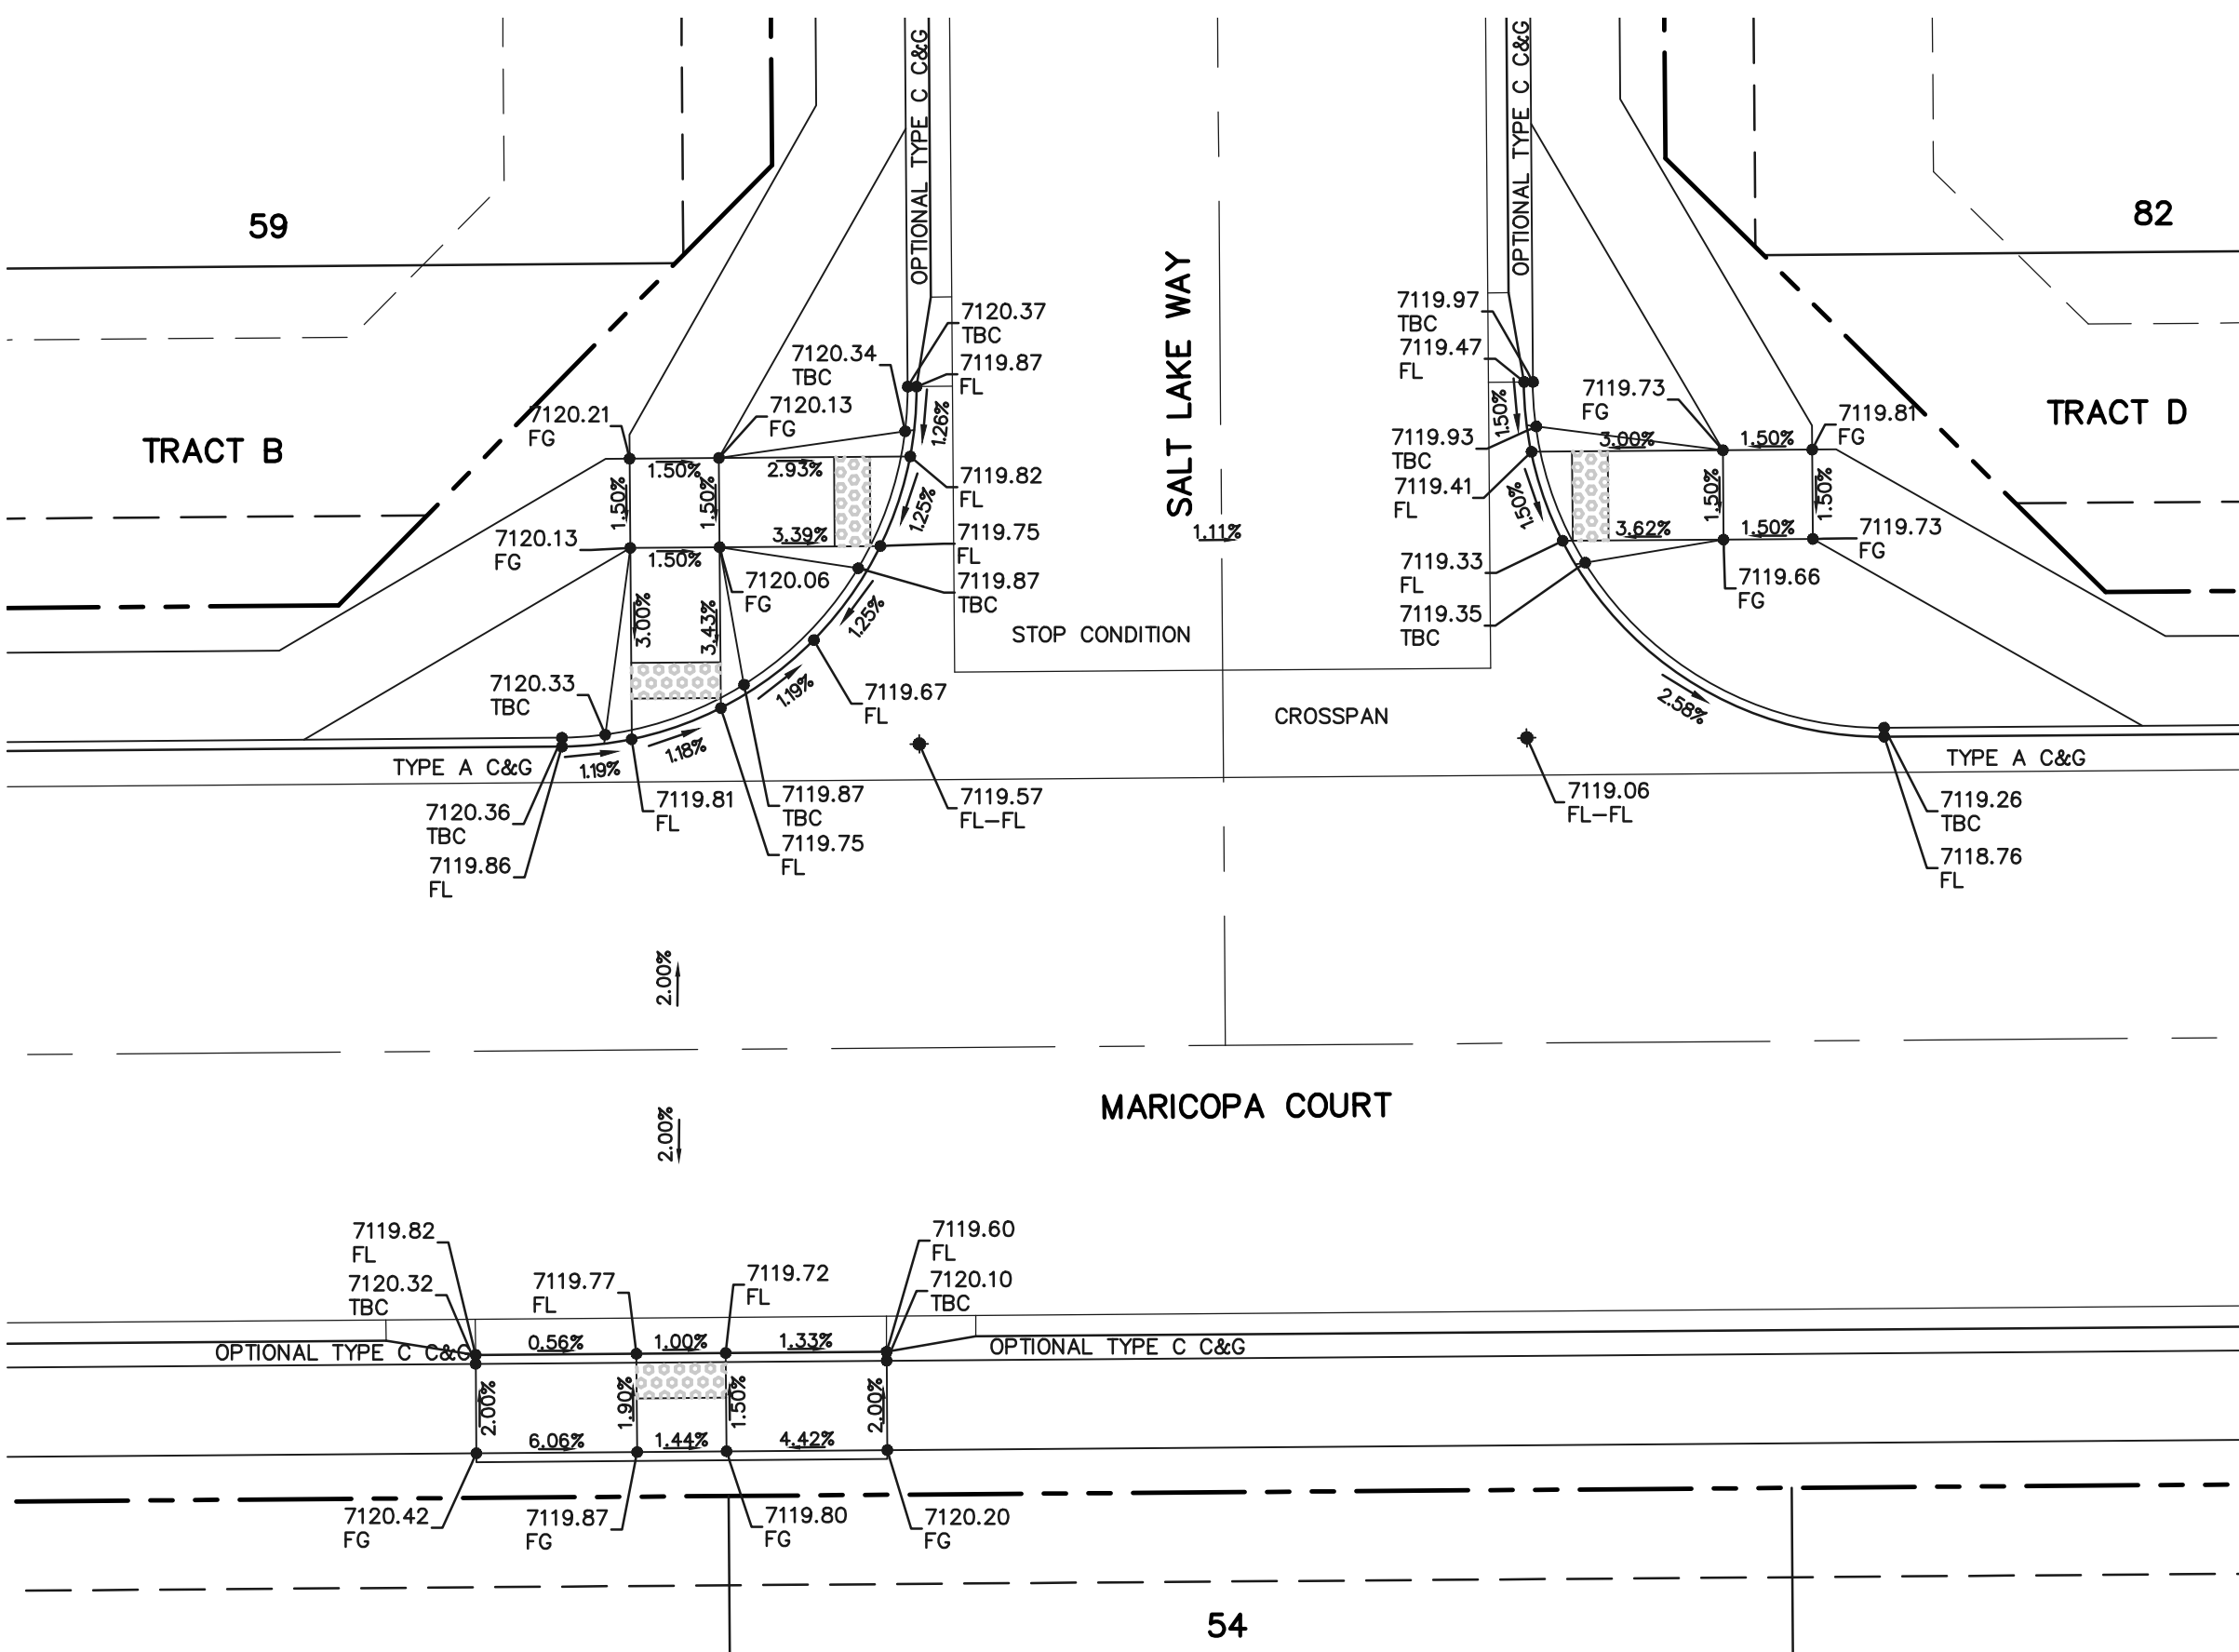 OPTIONAL TYPE C C&G
OPTIONAL TYPE C C&G
59
82
SALT LAKE WAY
7120.37
TBC
7119.97
TBC
7120.34
TBC
7119.87
FL
7119.47
FL
7119.73
FG
7120.21
FG
7120.13
FG
1.26%
1.50%
7119.81
FG
TRACT B
TRACT D
7119.93
TBC
3.00%
1.50%
1.50%
2.93%
7119.82
FL
7119.41
FL
1.50%
1.50%
1.25%
1.50%
1.50%
1.50%
7120.13
FG
1.50%
3.39%
7119.75
FL
1.11%
3.62%
1.50%
7119.73
FG
7120.06
FG
7119.87
TBC
7119.33
FL
7119.66
FG
3.00%
3.43%
1.25%
STOP CONDITION
7119.35
TBC
7120.33
TBC
1.19%
7119.67
FL
CROSSPAN
2.58%
TYPE A C&G
1.19%
1.18%
TYPE A C&G
7120.36
TBC
7119.81
FL
7119.87
TBC
7119.57
FL-FL
7119.06
FL-FL
7119.26
TBC
7119.86
FL
7119.75
FL
7118.76
FL
2.00%
MARICOPA COURT
2.00%
7119.82
FL
7119.60
FL
7120.32
TBC
7119.77
FL
7119.72
FL
7120.10
TBC
OPTIONAL TYPE C C&G
0.56%
1.00%
1.33%
OPTIONAL TYPE C C&G
2.00%
1.90%
1.50%
2.00%
6.06%
1.44%
4.42%
7120.42
FG
7119.87
FG
7119.80
FG
7120.20
FG
54